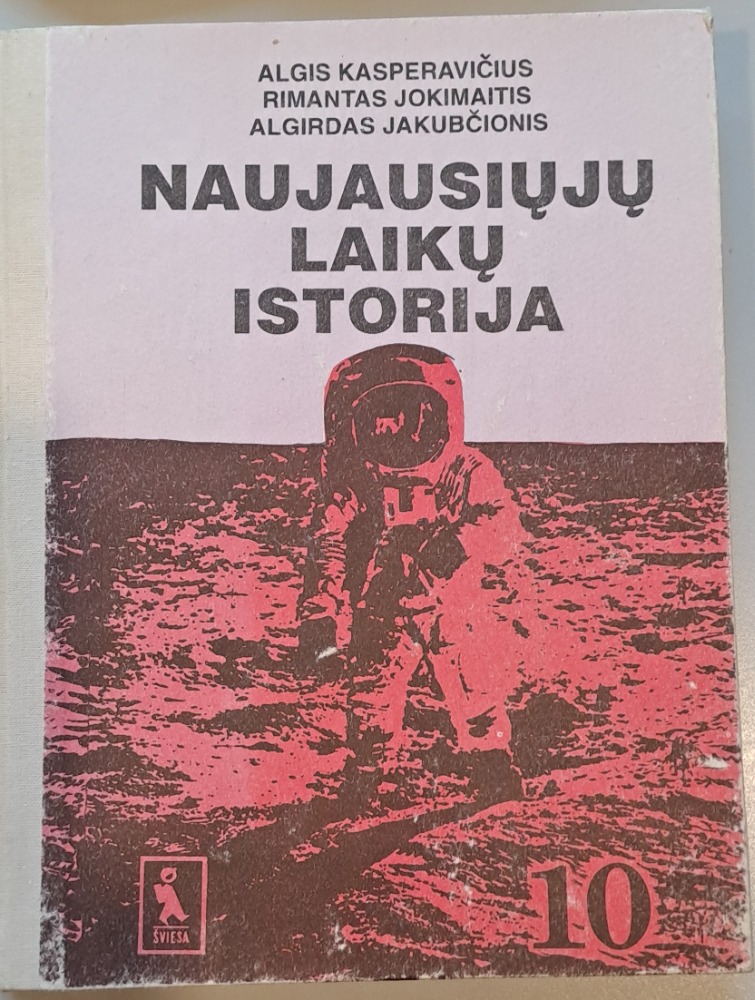 ALGIS KASPERAVIČIUS
RIMANTAS JOKIMAITIS
ALGIRDAS JAKUBČIONIS
NAUJAUSIŲJŲ
LAIKŲ
ISTORIJA
ŠVIESA
10